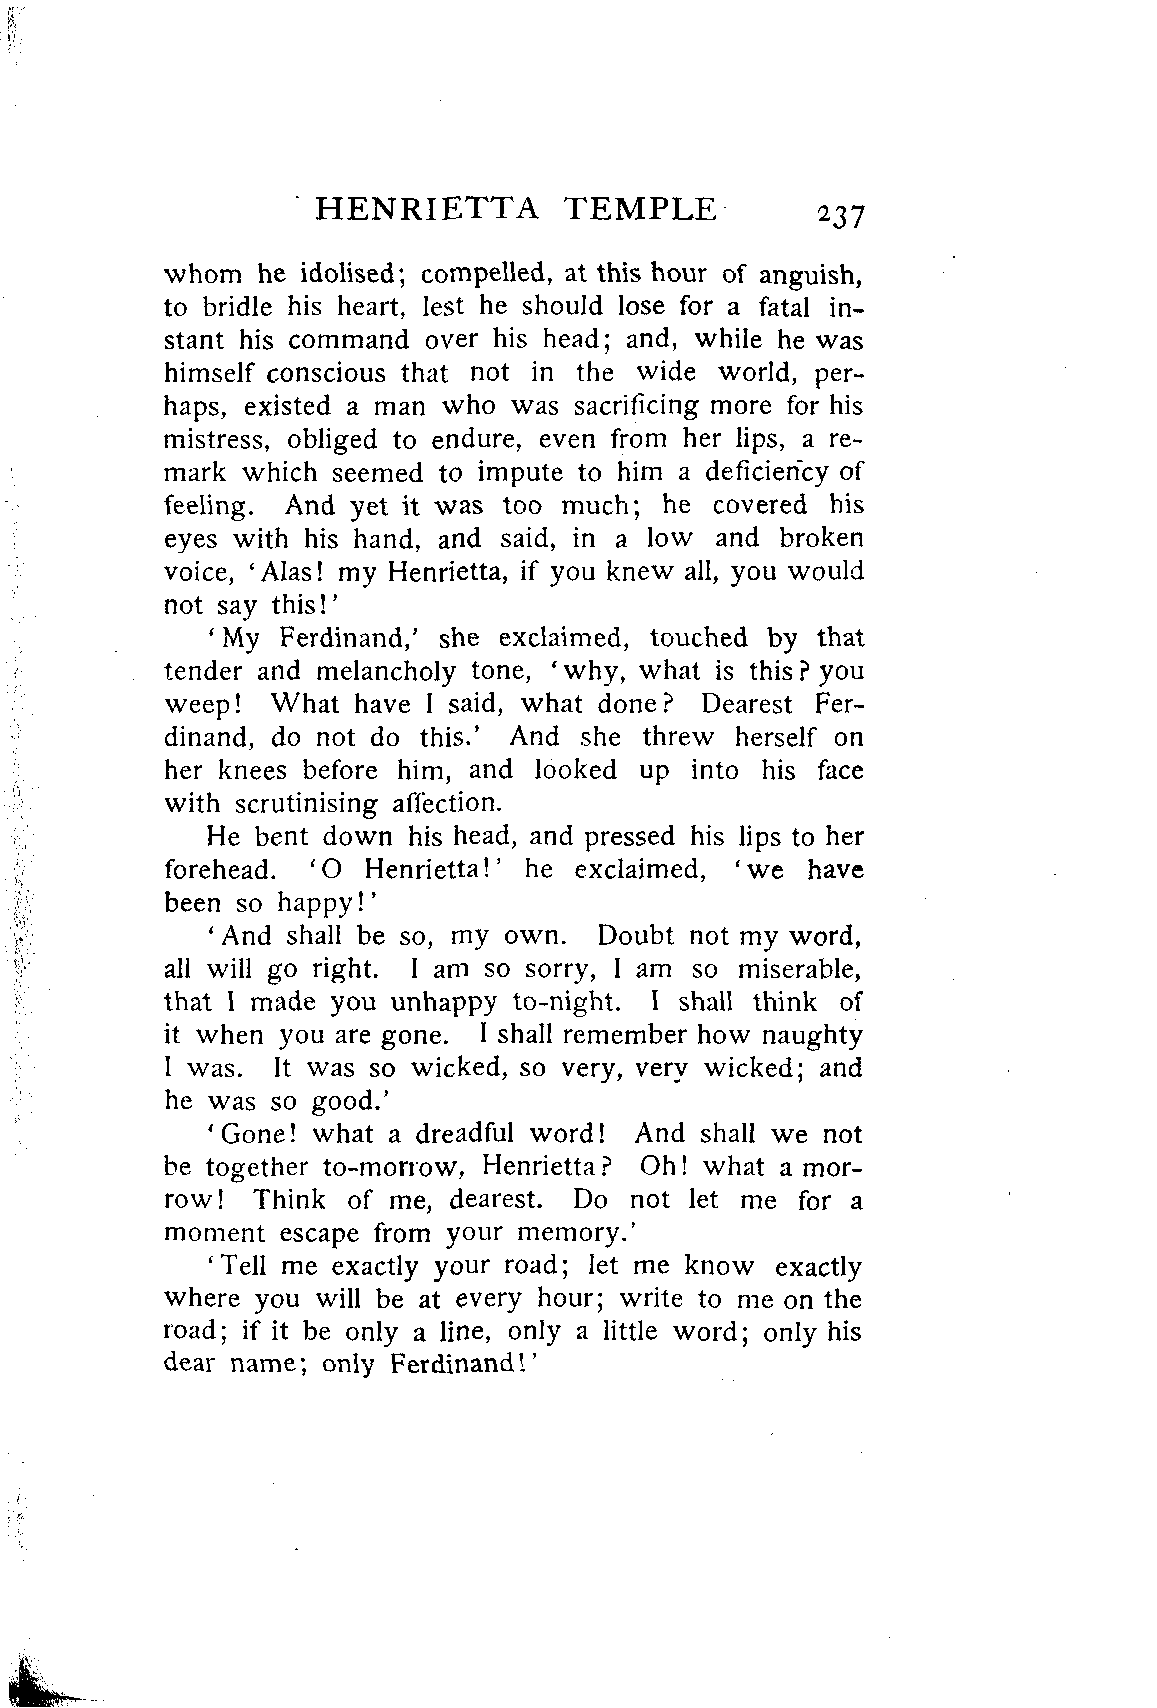 HENRIETTA TEMPLE 237
whom he idolised; compelled, at this hour of anguish,
to bridle his heart, lest he should lose for a fatal in-
stant his command over his head; and, while he was
himself conscious that not in the wide world, per-
haps, existed a man who was sacrificing more for his
mistress, obliged to endure, even from her lips, a re-
mark which seemed to impute to him a deficiency of
feeling. And yet it was too much; he covered his
eyes with his hand, and said, in a low and broken
voice, 'Alas! my Henrietta, if you knew all, you would
not say this!'
'My Ferdinand,' she exclaimed, touched by that
tender and melancholy tone, 'why, what is this? you
weep! What have I said, what done? Dearest Fer-
dinand, do not do this.' And she threw herself on
her knees before him, and looked up into his face
with scrutinising affection.
He bent down his head, and pressed his lips to her
forehead. 'O Henrietta!' he exclaimed, 'we have
been so happy!'
'And shall be so, my own. Doubt not my word,
all will go right. I am so sorry, I am so miserable,
that I made you unhappy to-night. I shall think of
it when you are gone. I shall remember how naughty
I was. It was so wicked, so very, very wicked; and
he was so good.'
'Gone! what a dreadful word! And shall we not
be together to-morrow, Henrietta? Oh! what a mor-
row! Think of me, dearest. Do not let me for a
moment escape from your memory.'
'Tell me exactly your road; let me know exactly
where you will be at every hour; write to me on the
road; if it be only a line, only a little word; only his
dear name; only Ferdinand!'